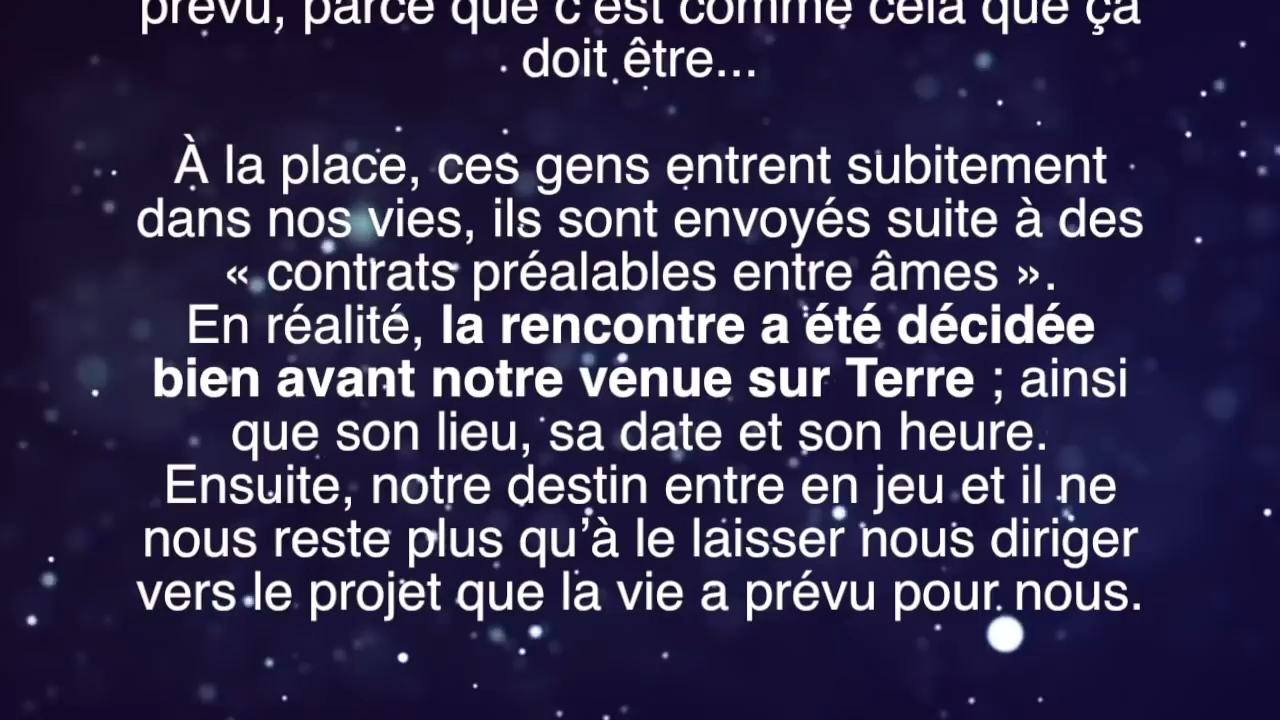 prévu, parce que c'est comme cela que ça
doit être...
À la place, ces gens entrent subitement
dans nos vies, ils sont envoyés suite à des
« contrats préalables entre âmes ».
En réalité, la rencontre a été décidée
bien avant notre venue sur Terre ; ainsi
que son lieu, sa date et son heure.
Ensuite, notre destin entre en jeu et il ne
nous reste plus qu’à le laisser nous diriger
vers le projet que la vie a prévu pour nous.